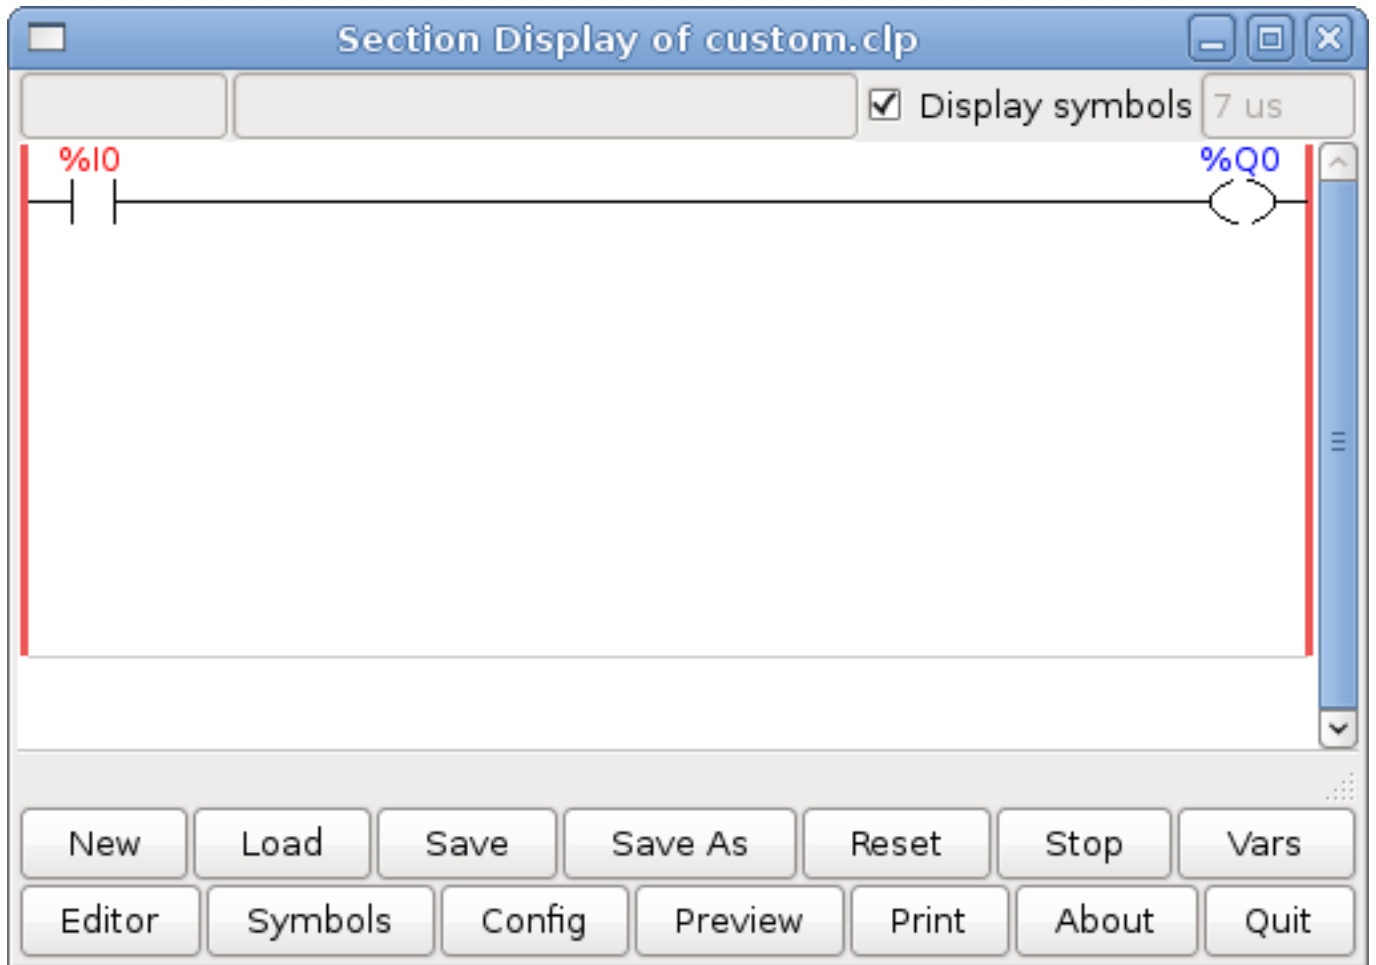 Section Display of custom.clp
Display symbols 7 us
%I0 %Q0
New Load Save Save As Reset Stop Vars
Editor Symbols Config Preview Print About Quit